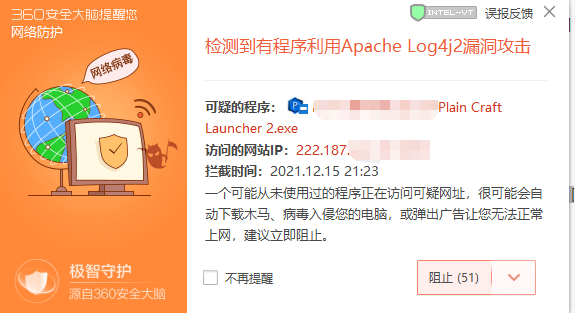 360安全大脑提醒您
网络防护
网络病毒
极智守护
源自360安全大脑
INTEL-VT
误报反馈
检测到有程序利用Apache Log4j2漏洞攻击
可疑的程序：
Plain Craft
Launcher 2.exe
访问的网站IP：222.187.
拦截时间：2021.12.15 21:23
一个可能从未使用过的程序正在访问可疑网址，很可能会自
动下载木马、病毒入侵您的电脑，或弹出广告让您无法正常
上网，建议立即阻止。
不再提醒
阻止 (51)